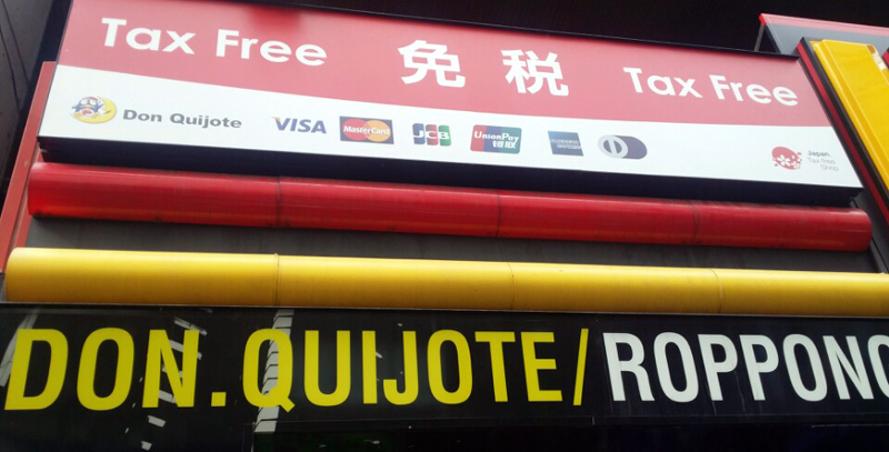 Tax Free 免税 Tax Free
Don Quijote VISA MasterCard JCB UnionPay 银联
Japan.
Tax-free
Shop
DON.QUIJOTE/ROPPONG